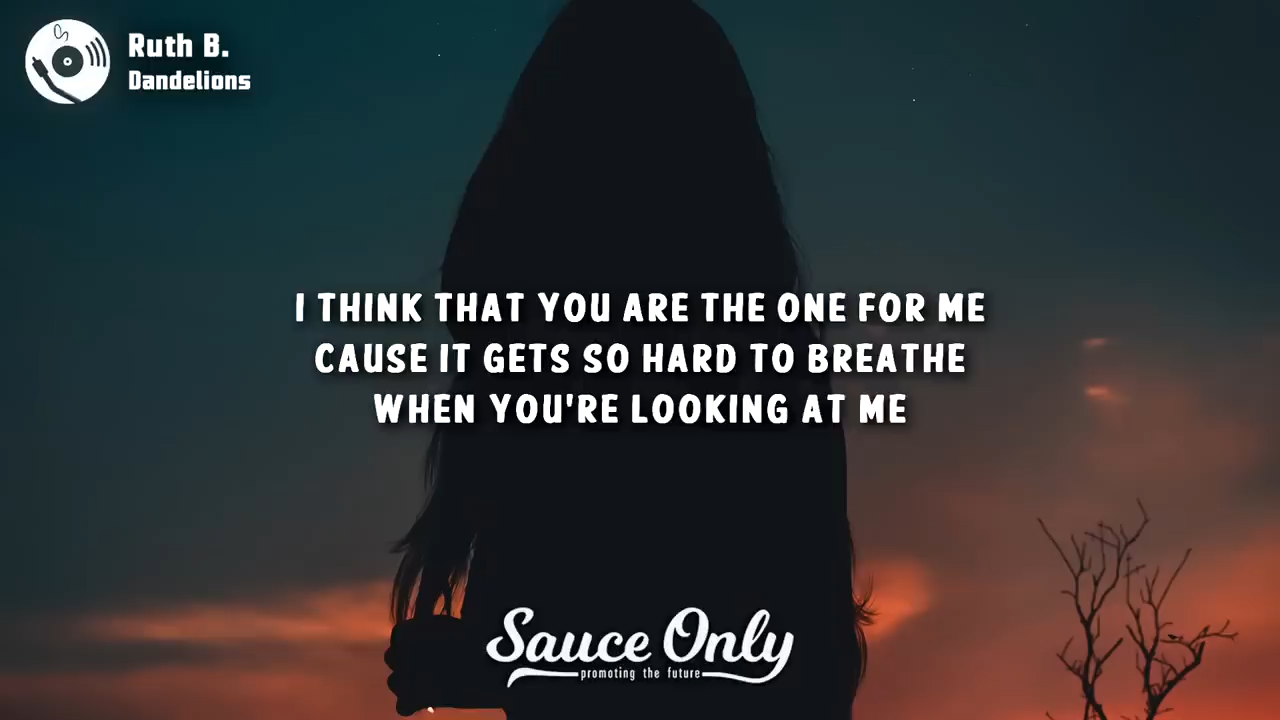 Ruth B.
Dandelions
I THINK THAT YOU ARE THE ONE FOR ME
CAUSE IT GETS SO HARD TO BREATHE
WHEN YOU'RE LOOKING AT ME
Sauce Only
promoting the future